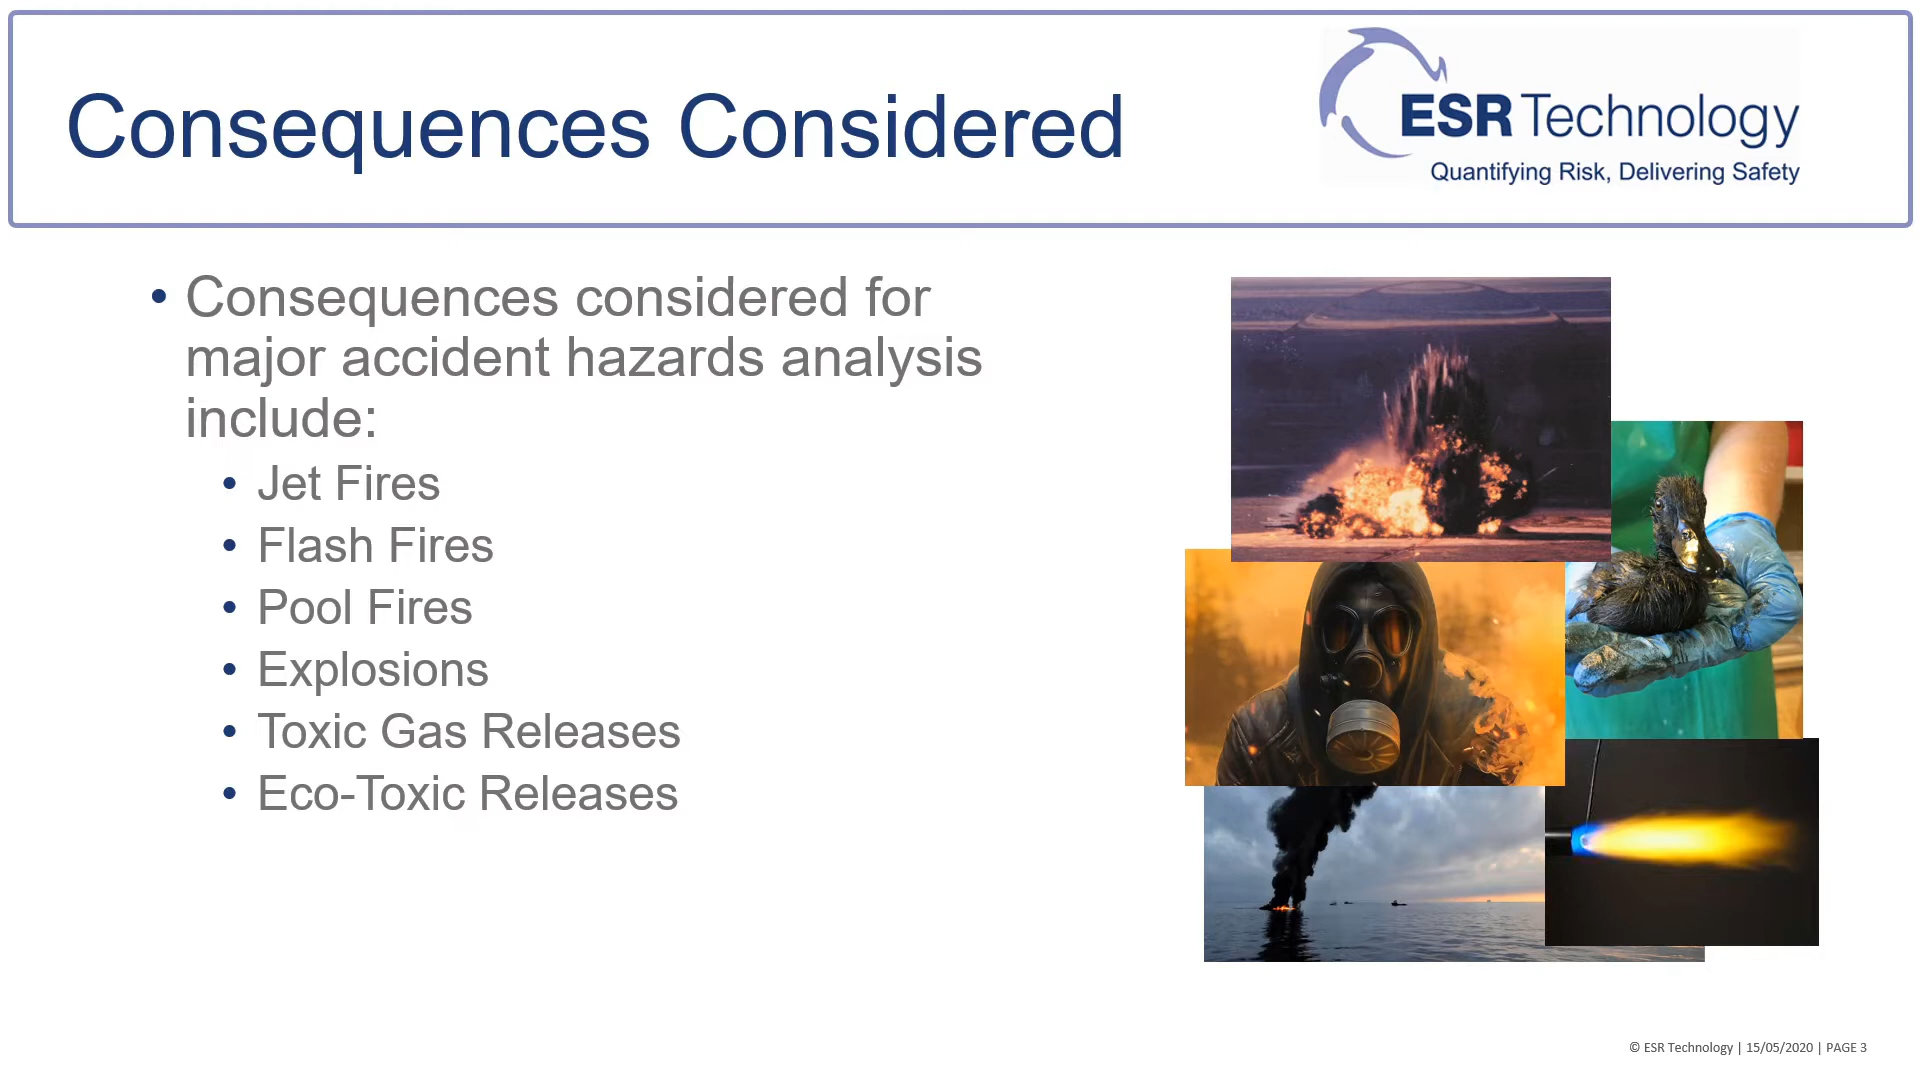 Consequences Considered
ESR Technology
Quantifying Risk, Delivering Safety
• Consequences considered for
major accident hazards analysis
include:
• Jet Fires
• Flash Fires
• Pool Fires
• Explosions
• Toxic Gas Releases
• Eco-Toxic Releases
© ESR Technology | 15/05/2020 | PAGE 3